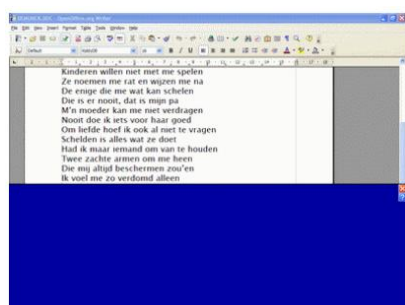 Kinderen willen niet met me spelen
Ze noemen me rat en wijzen me na
De enige die me wat kan schelen
Die is er nooit, dat is mijn pa
M'n moeder kan me niet verdragen
Nooit doe ik iets voor haar goed
Om liefde hoef ik ook al niet te vragen
Schelden is alles wat ze doet
Had ik maar iemand om van te houden
Twee zachte armen om me heen
Die mij altijd beschermen zou'en
Ik voel me zo verdomd alleen